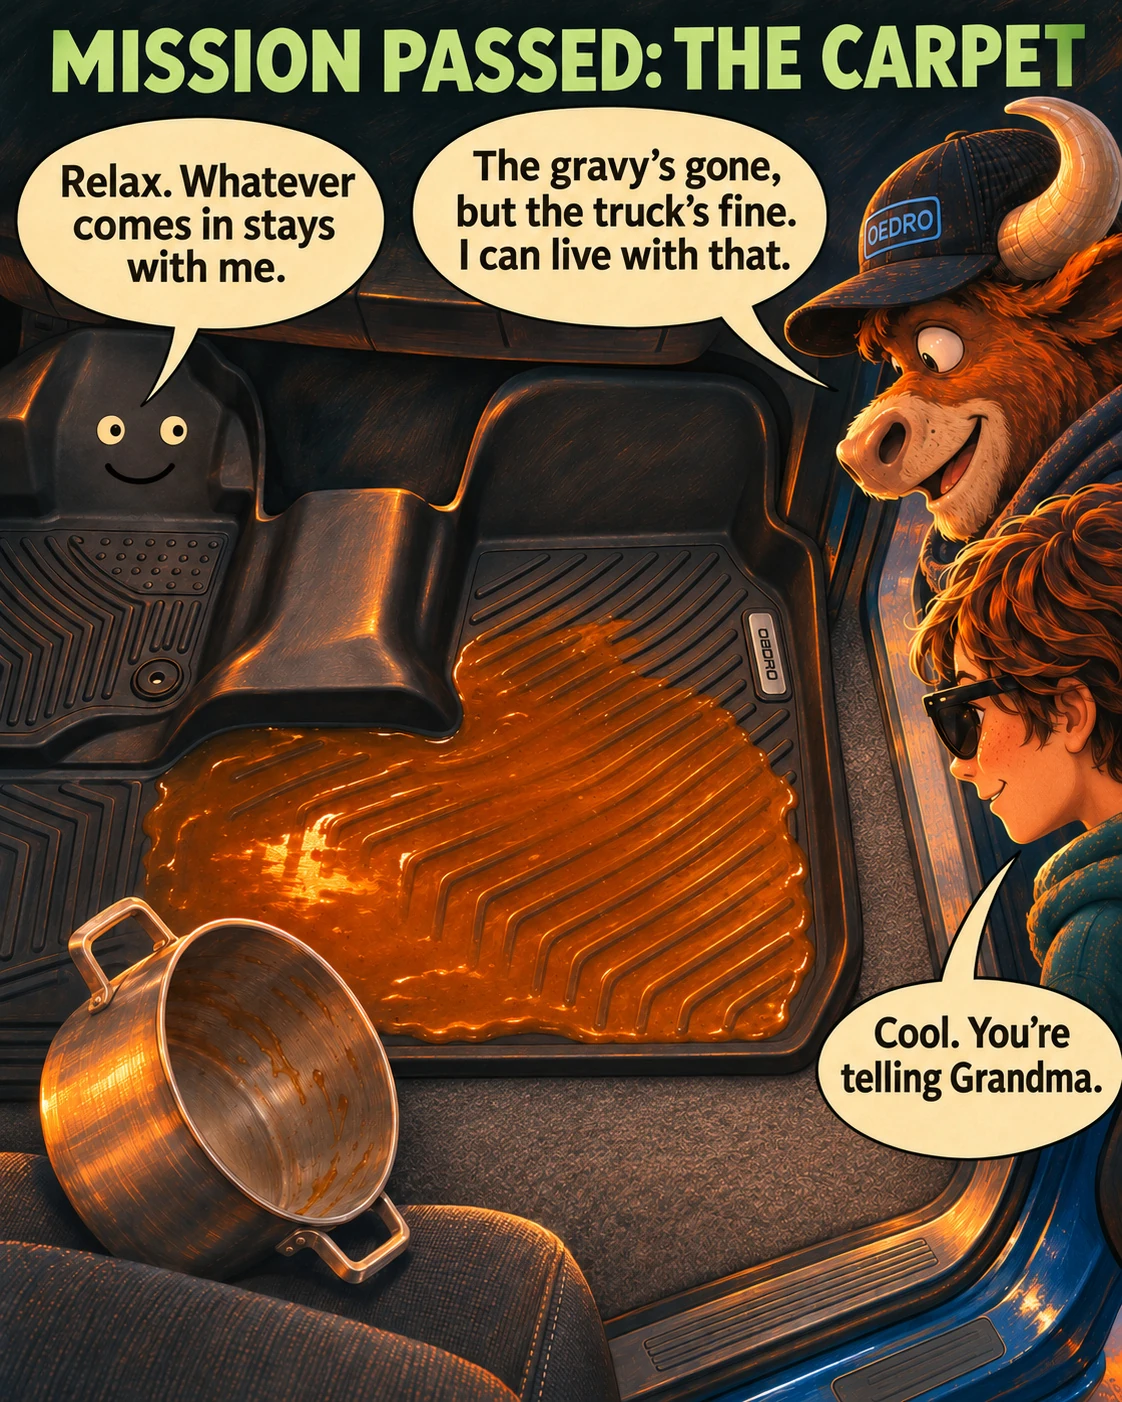 MISSION PASSED: THE CARPET
Relax. Whatever
comes in stays
with me.
The gravy's gone,
but the truck's fine.
I can live with that.
OEDRO
OEDRO
Cool. You're
telling Grandma.